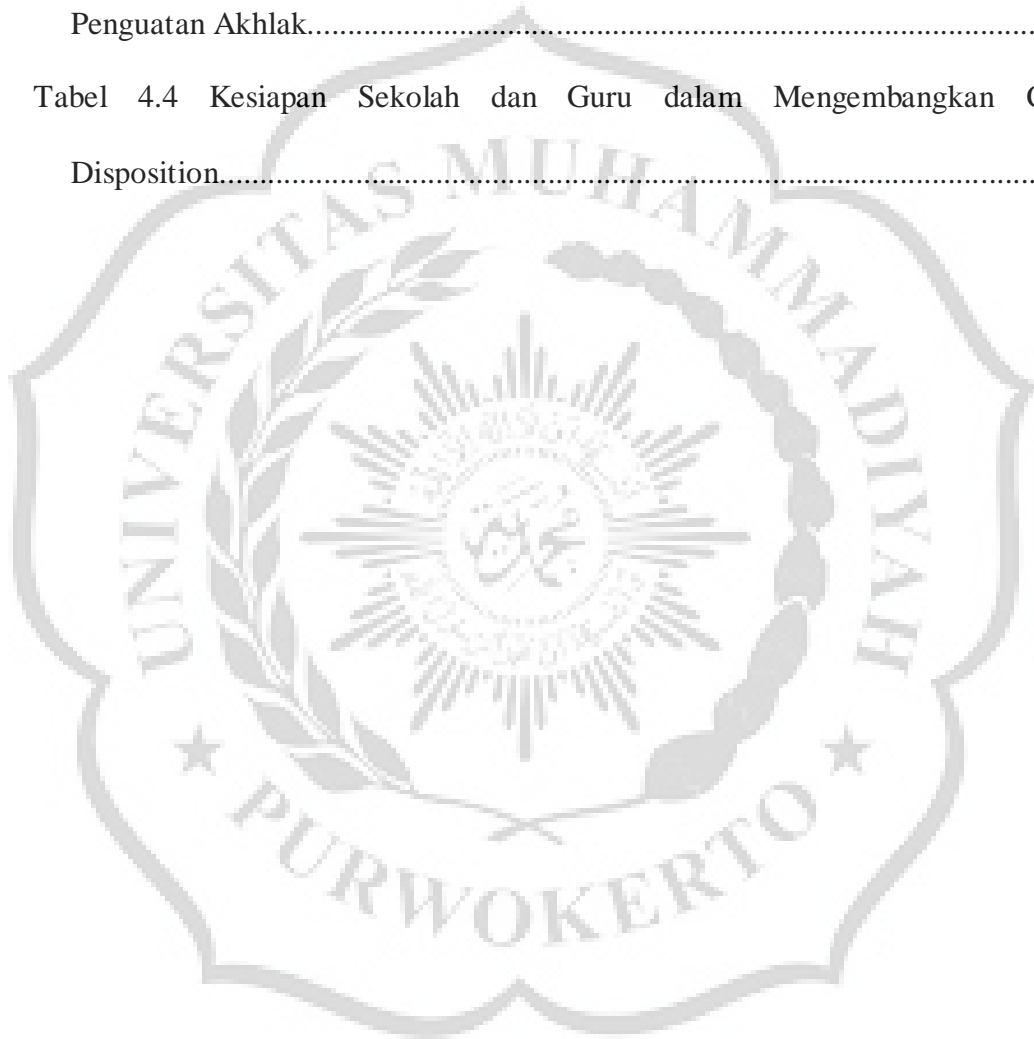 Penguatan Akhlak................................................................................
Tabel 4.4 Kesiapan Sekolah dan Guru dalam Mengembangkan
Disposition................................................................................
UNIVERSITAS MUHAMMADIYAH
PURWOKERTO